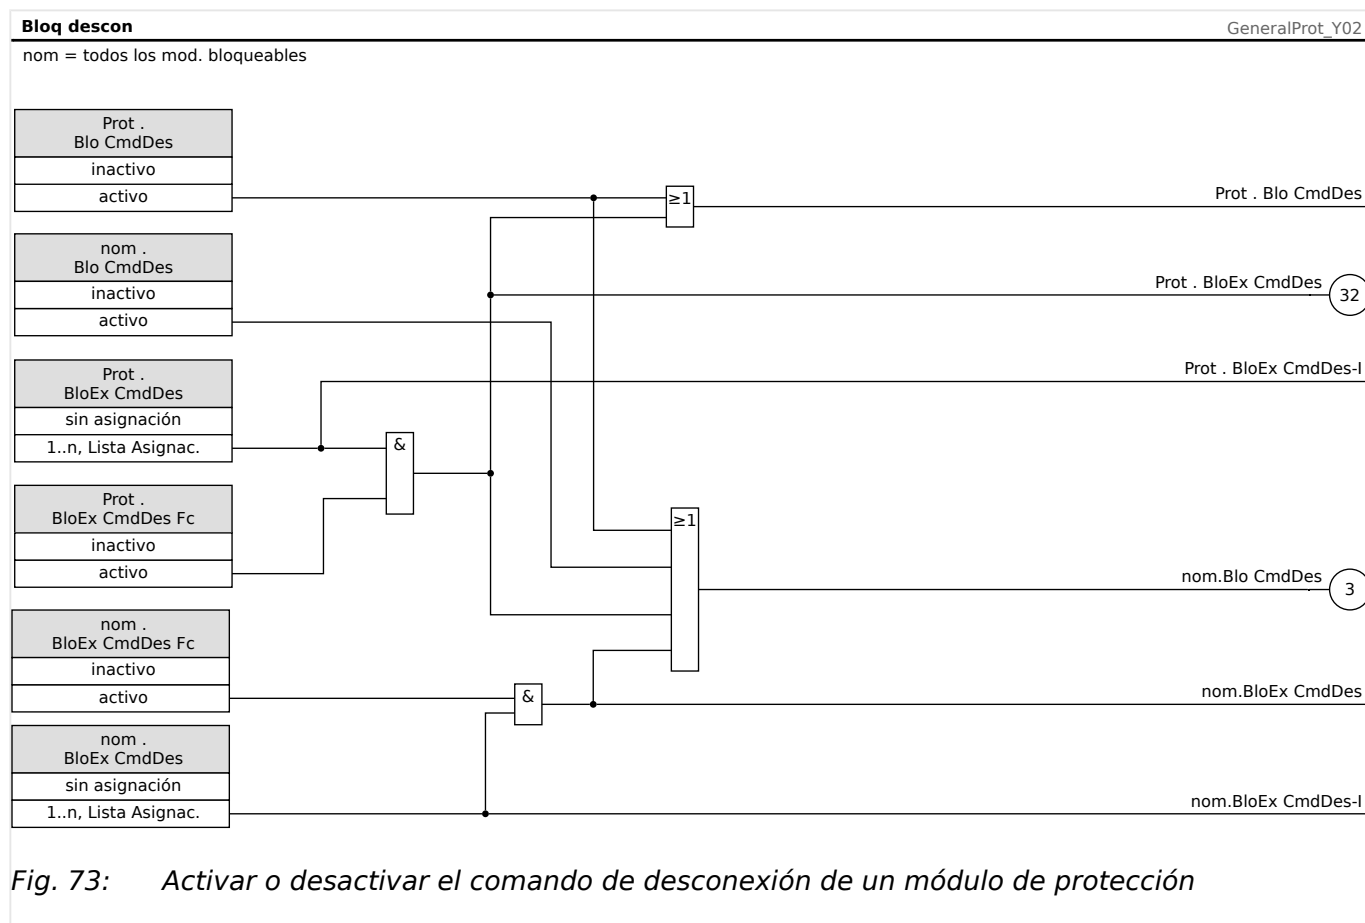 Bloq descon
GeneralProt_Y02
nom = todos los mod. bloqueables
Prot .
Blo CmdDes
inactivo
activo
≥1
Prot . Blo CmdDes
nom .
Blo CmdDes
inactivo
activo
Prot . BloEx CmdDes
32
Prot .
BloEx CmdDes
sin asignación
1..n, Lista Asignac.
Prot . BloEx CmdDes-I
&
Prot .
BloEx CmdDes Fc
inactivo
activo
≥1
nom.Blo CmdDes
3
nom .
BloEx CmdDes Fc
inactivo
activo
&
nom.BloEx CmdDes
nom .
BloEx CmdDes
sin asignación
1..n, Lista Asignac.
nom.BloEx CmdDes-I
Fig. 73: Activar o desactivar el comando de desconexión de un módulo de protección